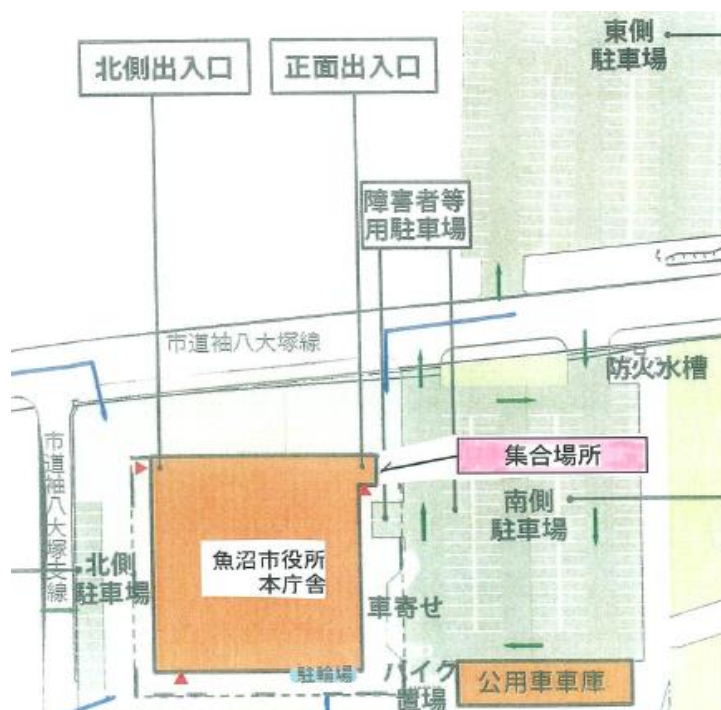 東側
駐車場
北側出入口
正面出入口
障害者等
用駐車場
市道袖八大塚線
防火水槽
市道袖八大塚支線
集合場所
南側
駐車場
魚沼市役所
本庁舎
北側
駐車場
車寄せ
駐輪場
バイク
置場
公用車車庫